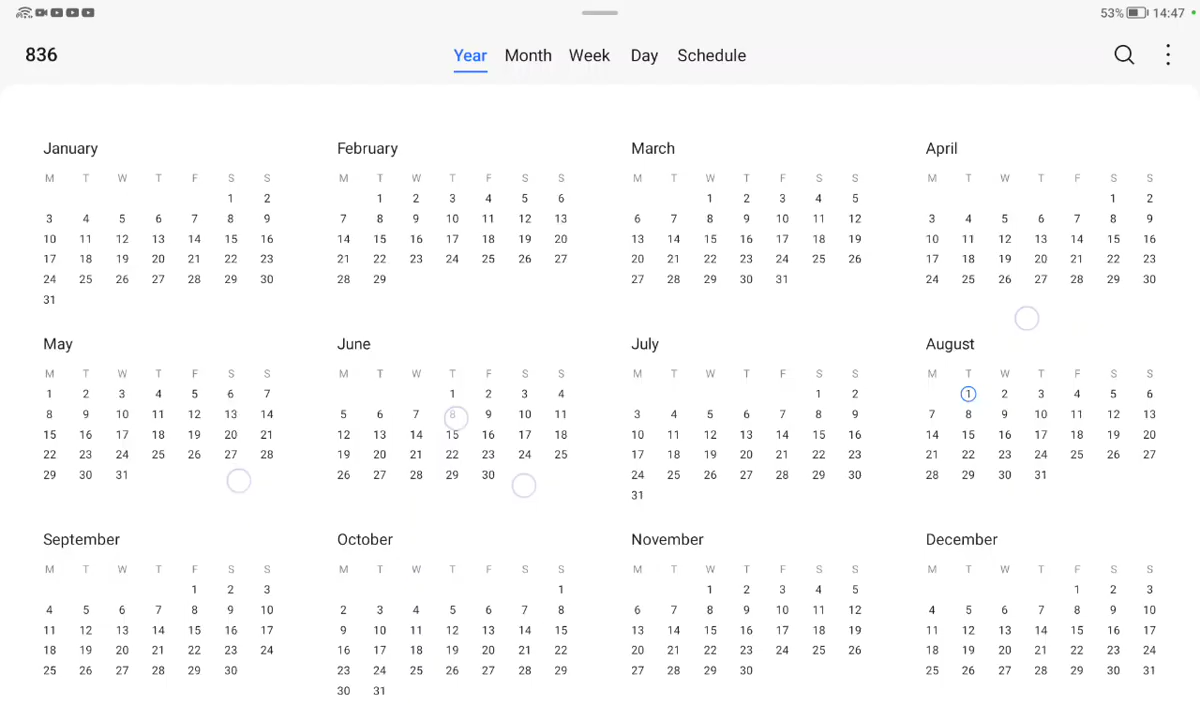 53% 14:47
836 Year Month Week Day Schedule
January February March April
M T W T F S S M T W T F S S M T W T F S S M T W T F S S
1 2 1 2 3 4 5 6 1 2 3 4 5 1 2
3 4 5 6 7 8 9 7 8 9 10 11 12 13 6 7 8 9 10 11 12 3 4 5 6 7 8 9
10 11 12 13 14 15 16 14 15 16 17 18 19 20 13 14 15 16 17 18 19 10 11 12 13 14 15 16
17 18 19 20 21 22 23 21 22 23 24 25 26 27 20 21 22 23 24 25 26 17 18 19 20 21 22 23
24 25 26 27 28 29 30 28 29 27 28 29 30 31 24 25 26 27 28 29 30
31
May June July August
M T W T F S S M T W T F S S M T W T F S S M T W T F S S
1 2 3 4 5 6 7 1 2 3 4 1 2 1 2 3 4 5 6
8 9 10 11 12 13 14 5 6 7 8 9 10 11 3 4 5 6 7 8 9 7 8 9 10 11 12 13
15 16 17 18 19 20 21 12 13 14 15 16 17 18 10 11 12 13 14 15 16 14 15 16 17 18 19 20
22 23 24 25 26 27 28 19 20 21 22 23 24 25 17 18 19 20 21 22 23 21 22 23 24 25 26 27
29 30 31 26 27 28 29 30 24 25 26 27 28 29 30 28 29 30 31
31
September October November December
M T W T F S S M T W T F S S M T W T F S S M T W T F S S
1 2 3 1 1 2 3 4 5 1 2 3
4 5 6 7 8 9 10 2 3 4 5 6 7 8 6 7 8 9 10 11 12 4 5 6 7 8 9 10
11 12 13 14 15 16 17 9 10 11 12 13 14 15 13 14 15 16 17 18 19 11 12 13 14 15 16 17
18 19 20 21 22 23 24 16 17 18 19 20 21 22 20 21 22 23 24 25 26 18 19 20 21 22 23 24
25 26 27 28 29 30 23 24 25 26 27 28 29 27 28 29 30 25 26 27 28 29 30 31
30 31